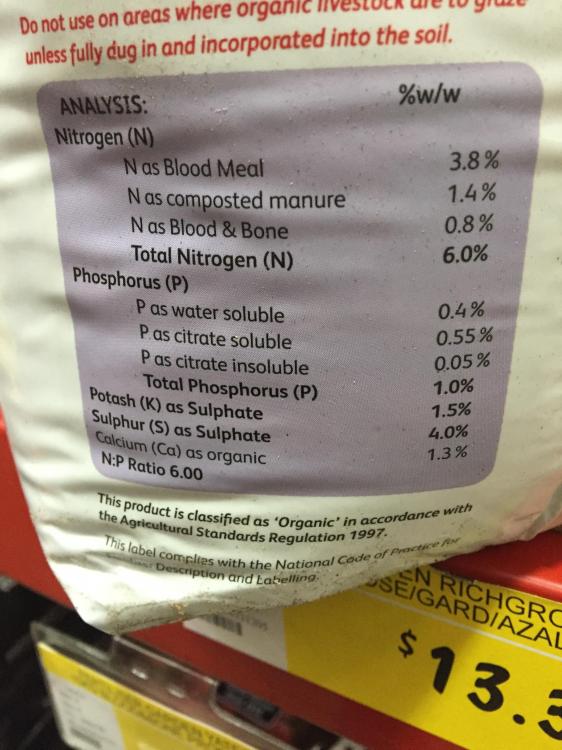 Do not use on areas where organic livestock are to graze
unless fully dug in and incorporated into the soil.
ANALYSIS: %w/w
Nitrogen (N)
N as Blood Meal 3.8%
N as composted manure 1.4%
N as Blood & Bone 0.8%
Total Nitrogen (N) 6.0%
Phosphorus (P)
P as water soluble 0.4%
P as citrate soluble 0.55%
P as citrate insoluble 0.05%
Total Phosphorus (P) 1.0%
Potash (K) as Sulphate 1.5%
Sulphur (S) as Sulphate 4.0%
Calcium (Ca) as organic 1.3%
N:P Ratio 6.00
This product is classified as 'Organic' in accordance with
the Agricultural Standards Regulation 1997.
This label complies with the National Code of Practice for
Description and Labelling.
EN RICHGRO
OSE/GARD/AZAL
$13.3